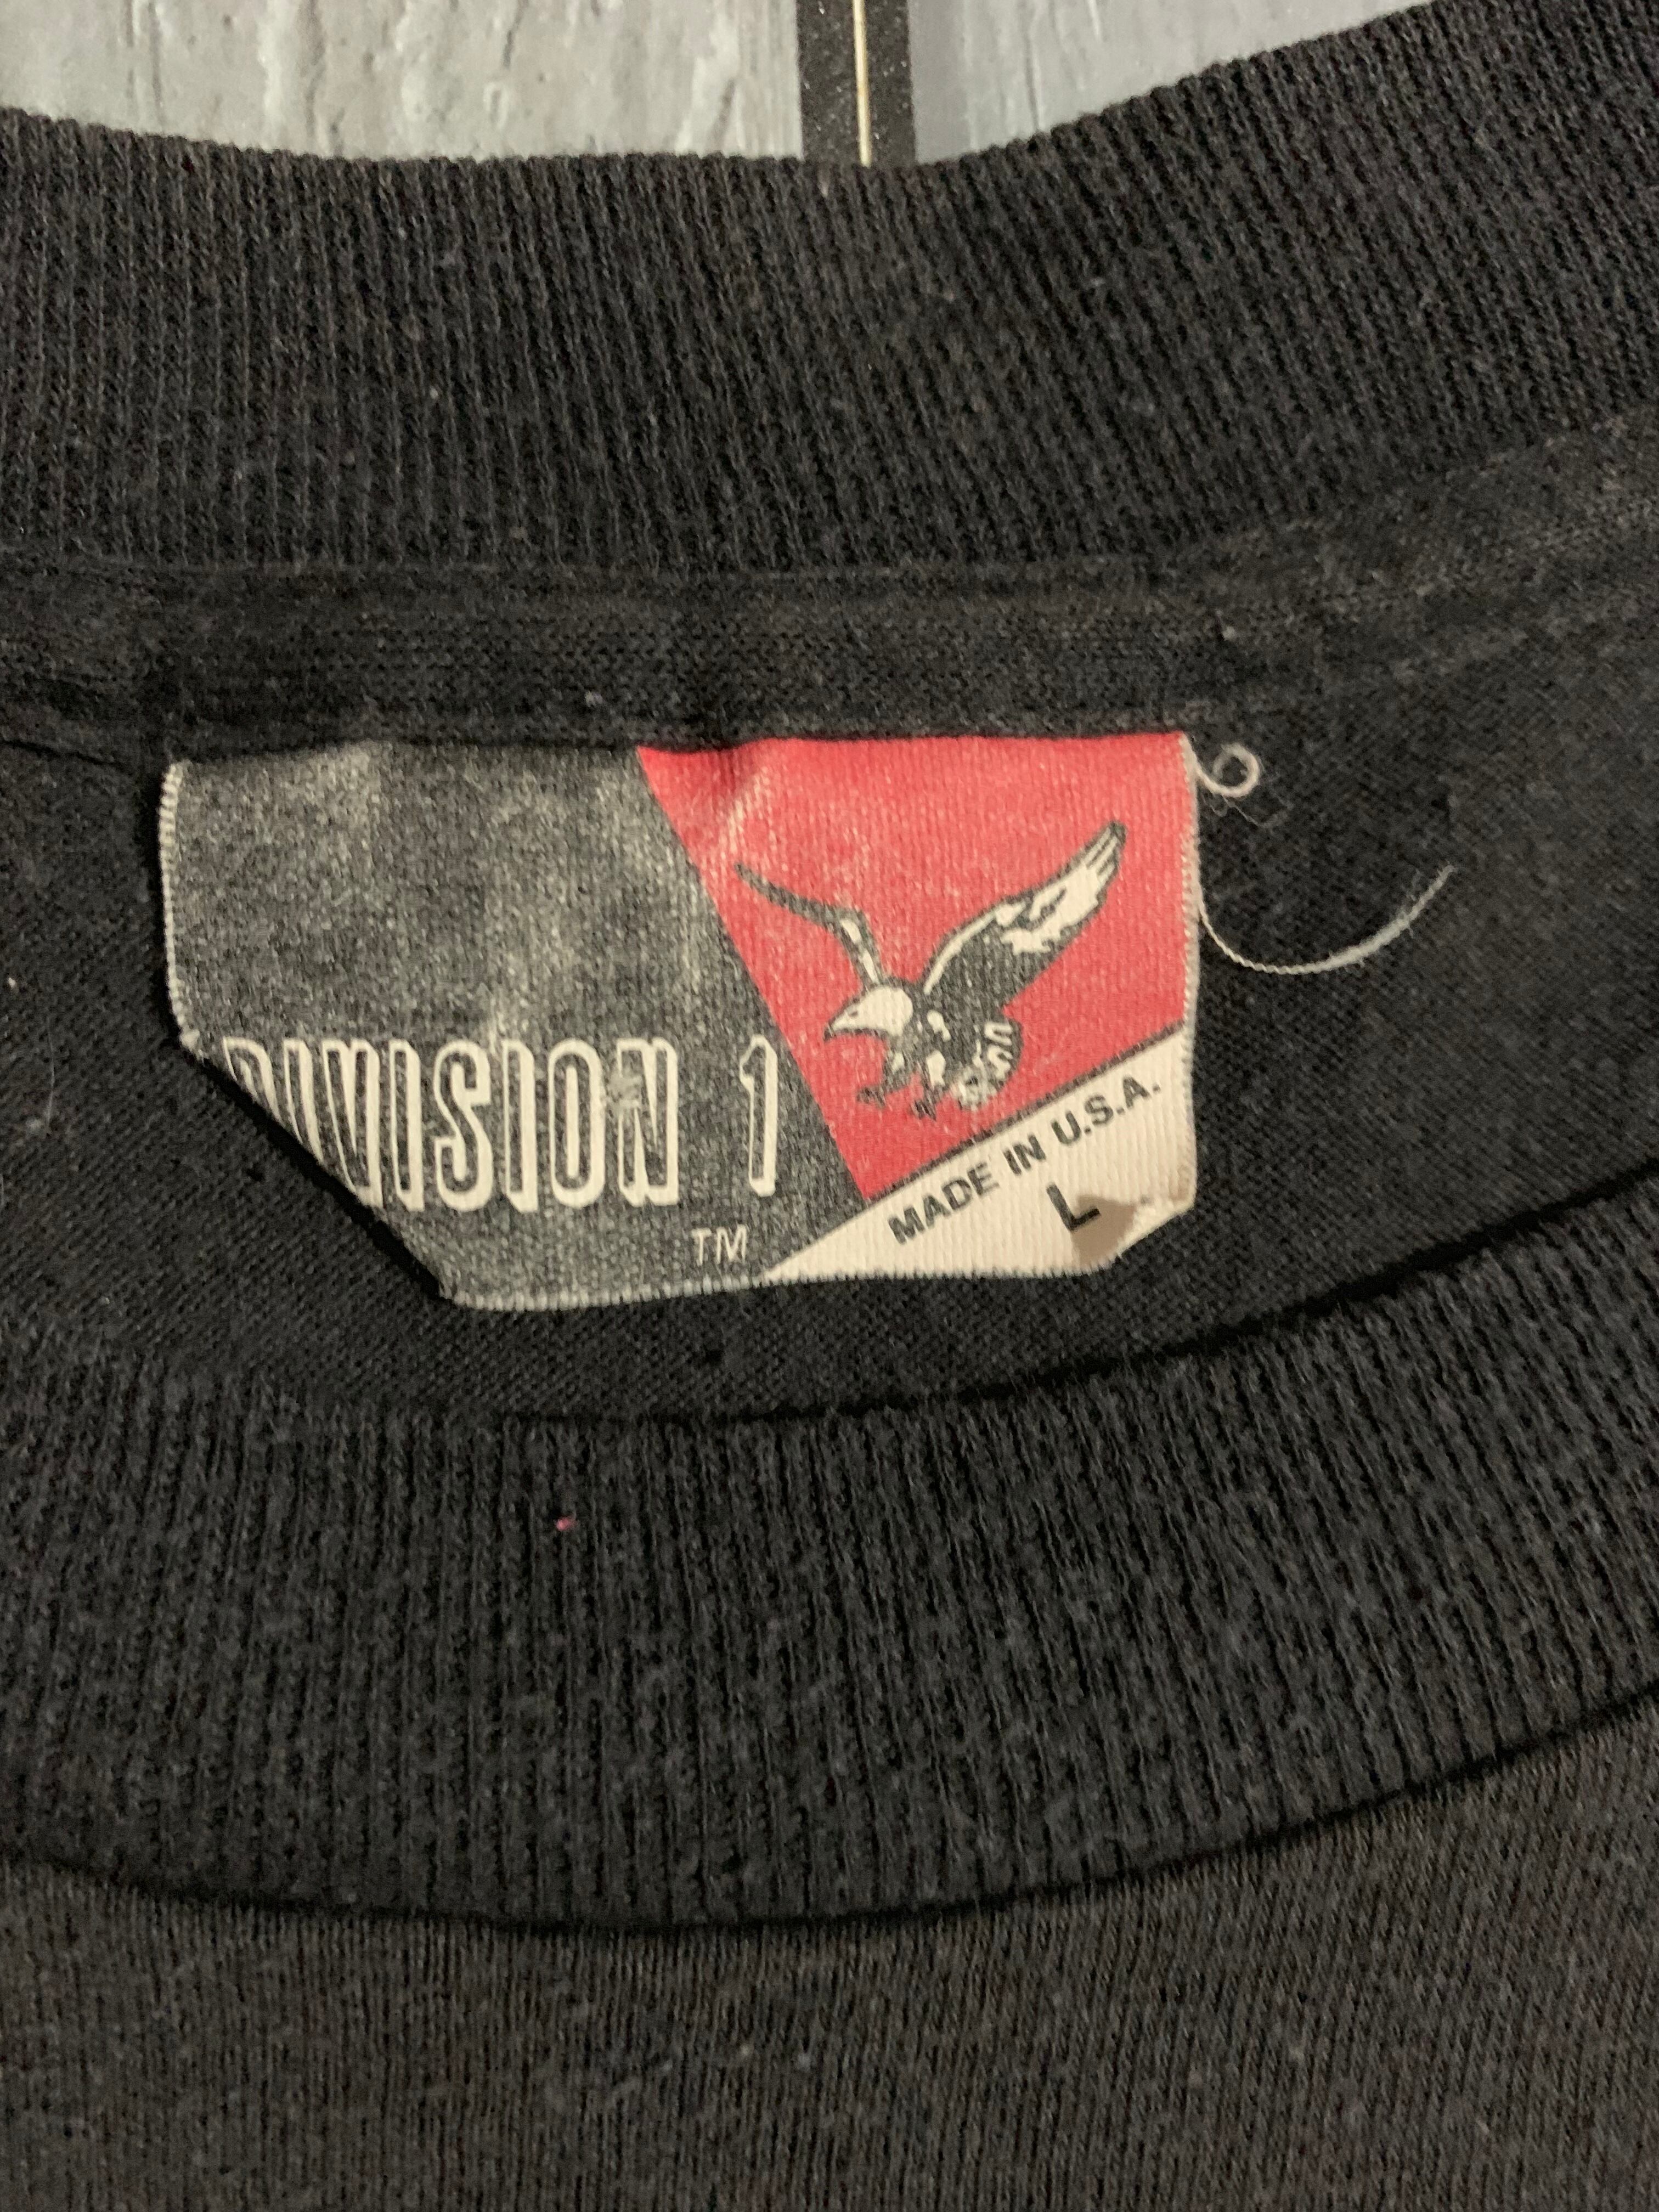 DIVISION 1
TM
MADE IN U.S.A.
L